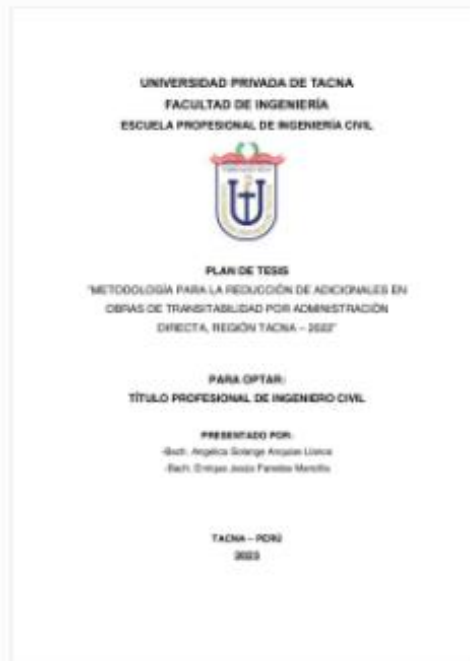 UNIVERSIDAD PRIVADA DE TACNA
FACULTAD DE INGENIERÍA
ESCUELA PROFESIONAL DE INGENIERÍA CIVIL
PLAN DE TESIS
"METODOLOGÍA PARA LA REDUCCIÓN DE ADICIONALES EN
OBRAS DE TRANSITABILIDAD POR ADMINISTRACIÓN
DIRECTA, REGIÓN TACNA – 2022"
PARA OPTAR:
TÍTULO PROFESIONAL DE INGENIERO CIVIL
PRESENTADO POR:
-Bach. Angélica Solange
-Bach. Enrique Jesús
TACNA – PERÚ
2023